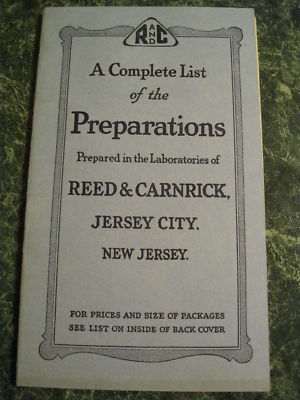 R AND C
A Complete List
of the
Preparations
Prepared in the Laboratories of
REED & CARNRICK,
JERSEY CITY,
NEW JERSEY.
FOR PRICES AND SIZE OF PACKAGES
SEE LIST ON INSIDE OF BACK COVER